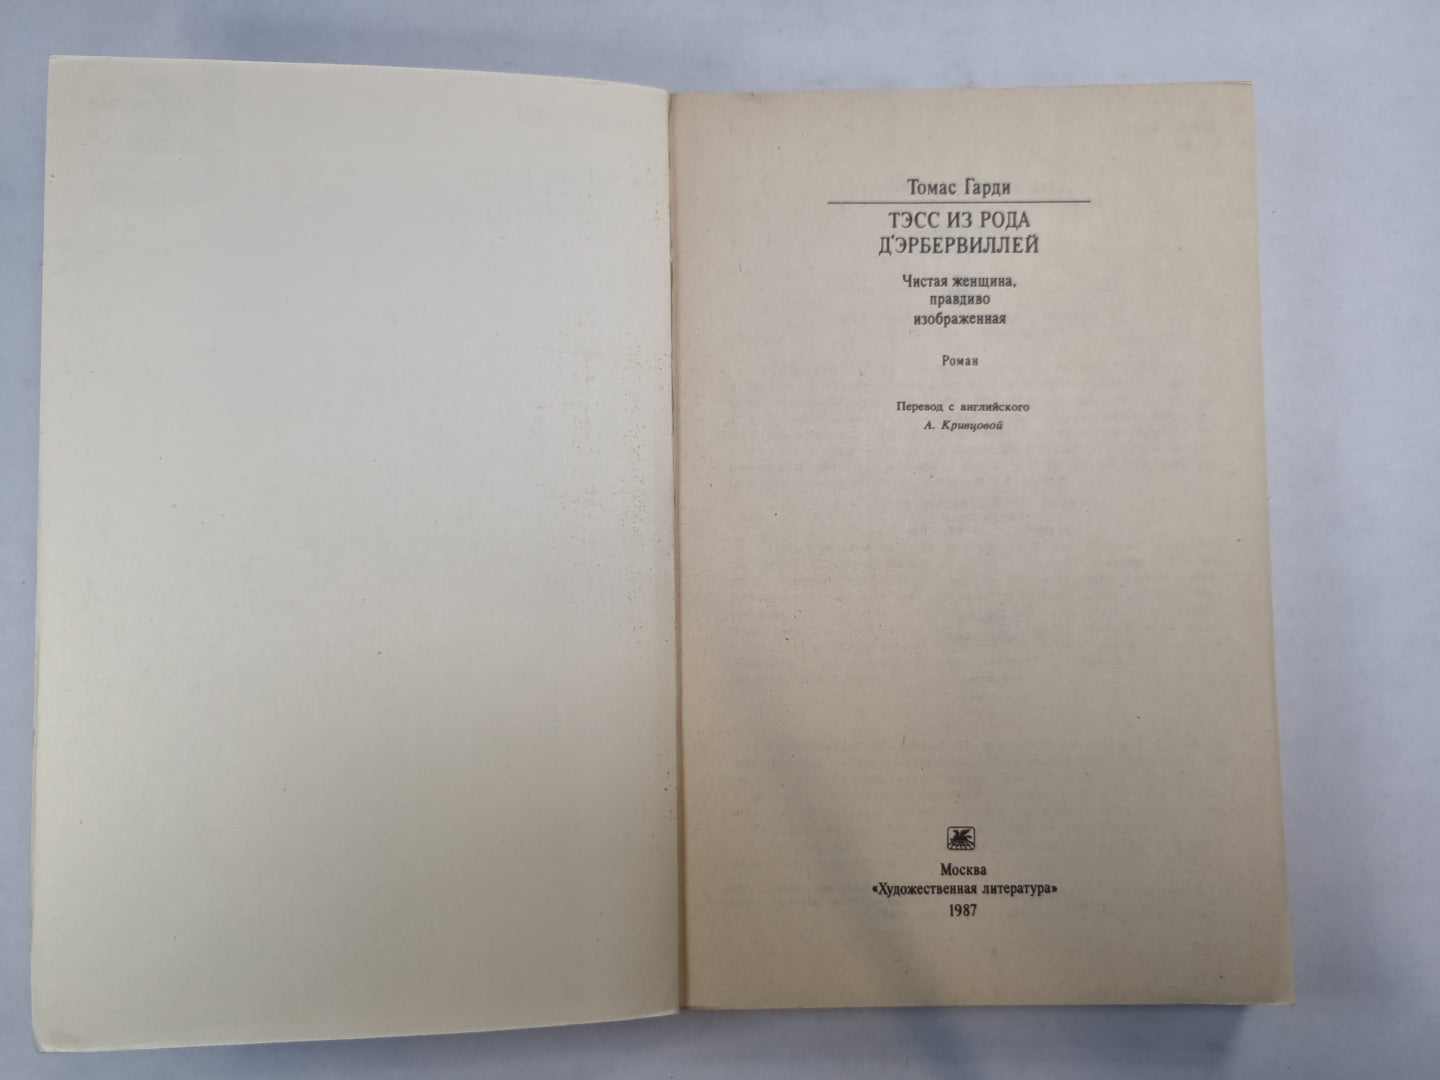 Томас Гарди
ТЭСС ИЗ РОДА
Д'ЭРБЕРВИЛЛЕЙ
Чистая женщина,
правдиво
изображенная
Роман
Перевод с английского
А. Кривцовой
Москва
«Художественная литература»
1987